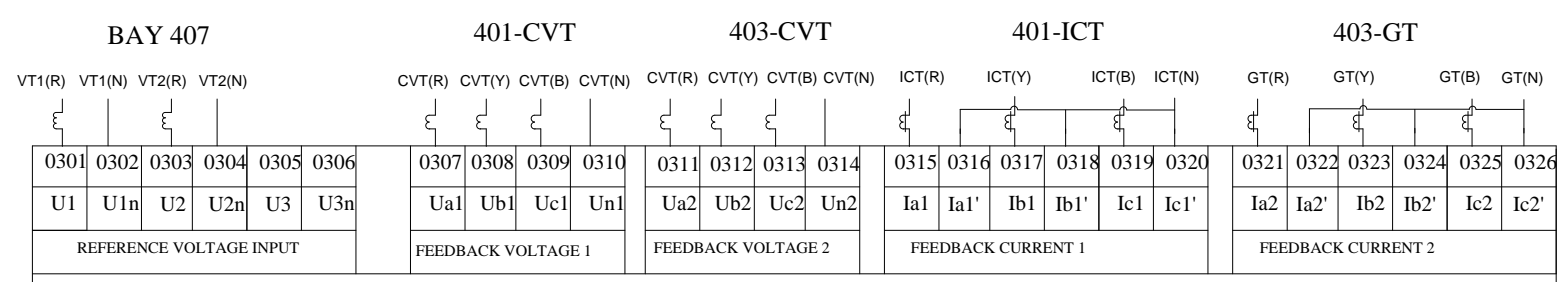 BAY 407 401-CVT 403-CVT 401-ICT 403-GT
VT1(R) VT1(N) VT2(R) VT2(N) CVT(R) CVT(Y) CVT(B) CVT(N) CVT(R) CVT(Y) CVT(B) CVT(N) ICT(R) ICT(Y) ICT(B) ICT(N) GT(R) GT(Y) GT(B) GT(N)
0301 0302 0303 0304 0305 0306 0307 0308 0309 0310 0311 0312 0313 0314 0315 0316 0317 0318 0319 0320 0321 0322 0323 0324 0325 0326
U1 U1n U2 U2n U3 U3n Ua1 Ub1 Uc1 Un1 Ua2 Ub2 Uc2 Un2 Ia1 Ia1' Ib1 Ib1' Ic1 Ic1' Ia2 Ia2' Ib2 Ib2' Ic2 Ic2'
REFERENCE VOLTAGE INPUT FEEDBACK VOLTAGE 1 FEEDBACK VOLTAGE 2 FEEDBACK CURRENT 1 FEEDBACK CURRENT 2